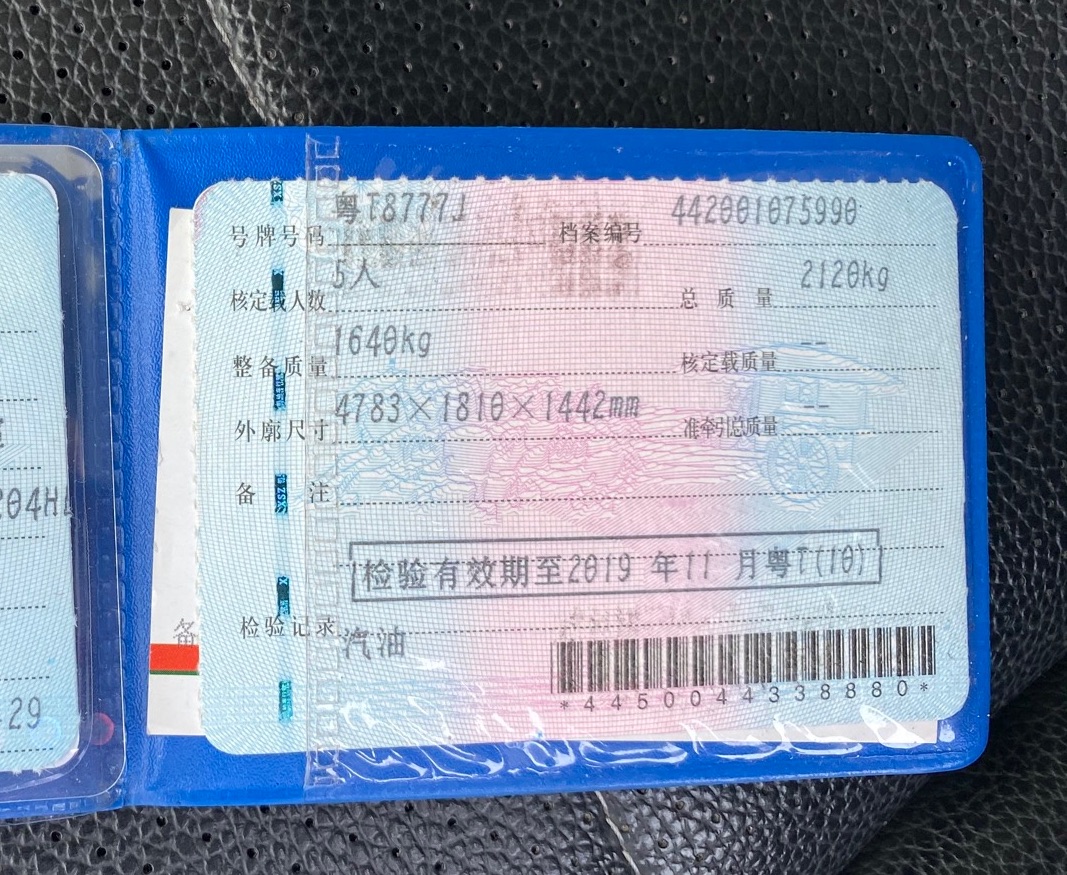 号牌号码 粤T8777J 档案编号 442001075990
核定载人数 5人 总质量 2120kg
整备质量 1640kg 核定载质量 --
外廓尺寸 4783×1810×1442mm 准牵引总质量 --
备注
检验有效期至2019 年11 月粤T(10)
检验记录 汽油
*4450044338880*
204H
备
-29